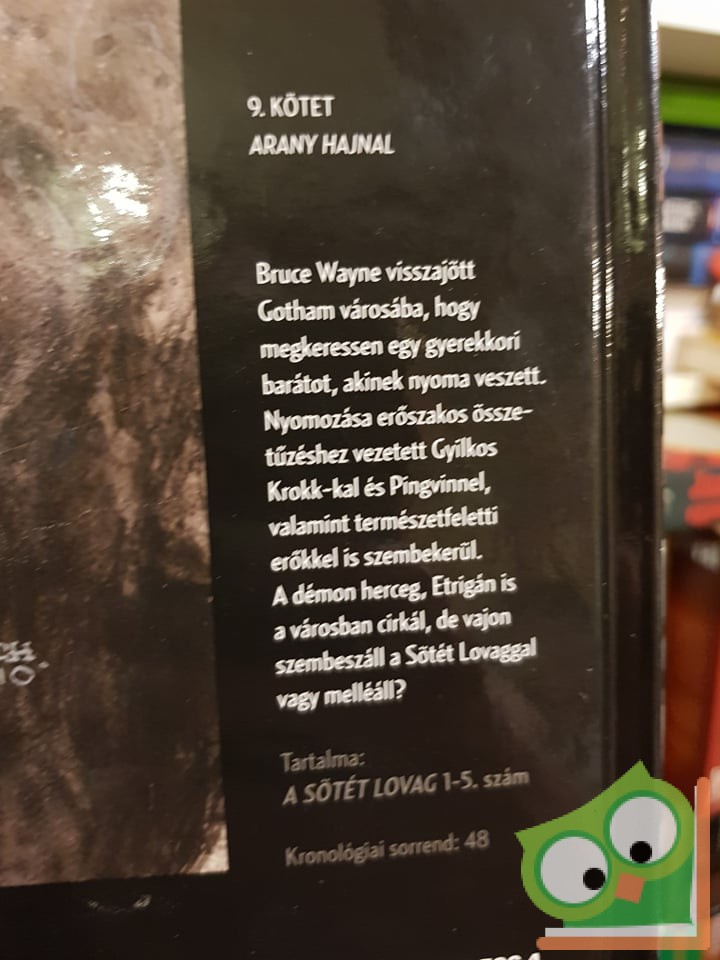 9. KÖTET
ARANY HAJNAL
Bruce Wayne visszajött
Gotham városába, hogy
megkeressen egy gyerekkori
barátot, akinek nyoma veszett.
Nyomozása erőszakos össze-
tűzéshez vezetett Gyilkos
Krokk-kal és Pingvinnel,
valamint természetfeletti
erőkkel is szembekerül.
A démon herceg, Etrigán is
a városban cirkál, de vajon
szembeszáll a Sötét Lovaggal
vagy melléáll?
Tartalma:
A SÖTÉT LOVAG 1-5. szám
Kronológiai sorrend: 48